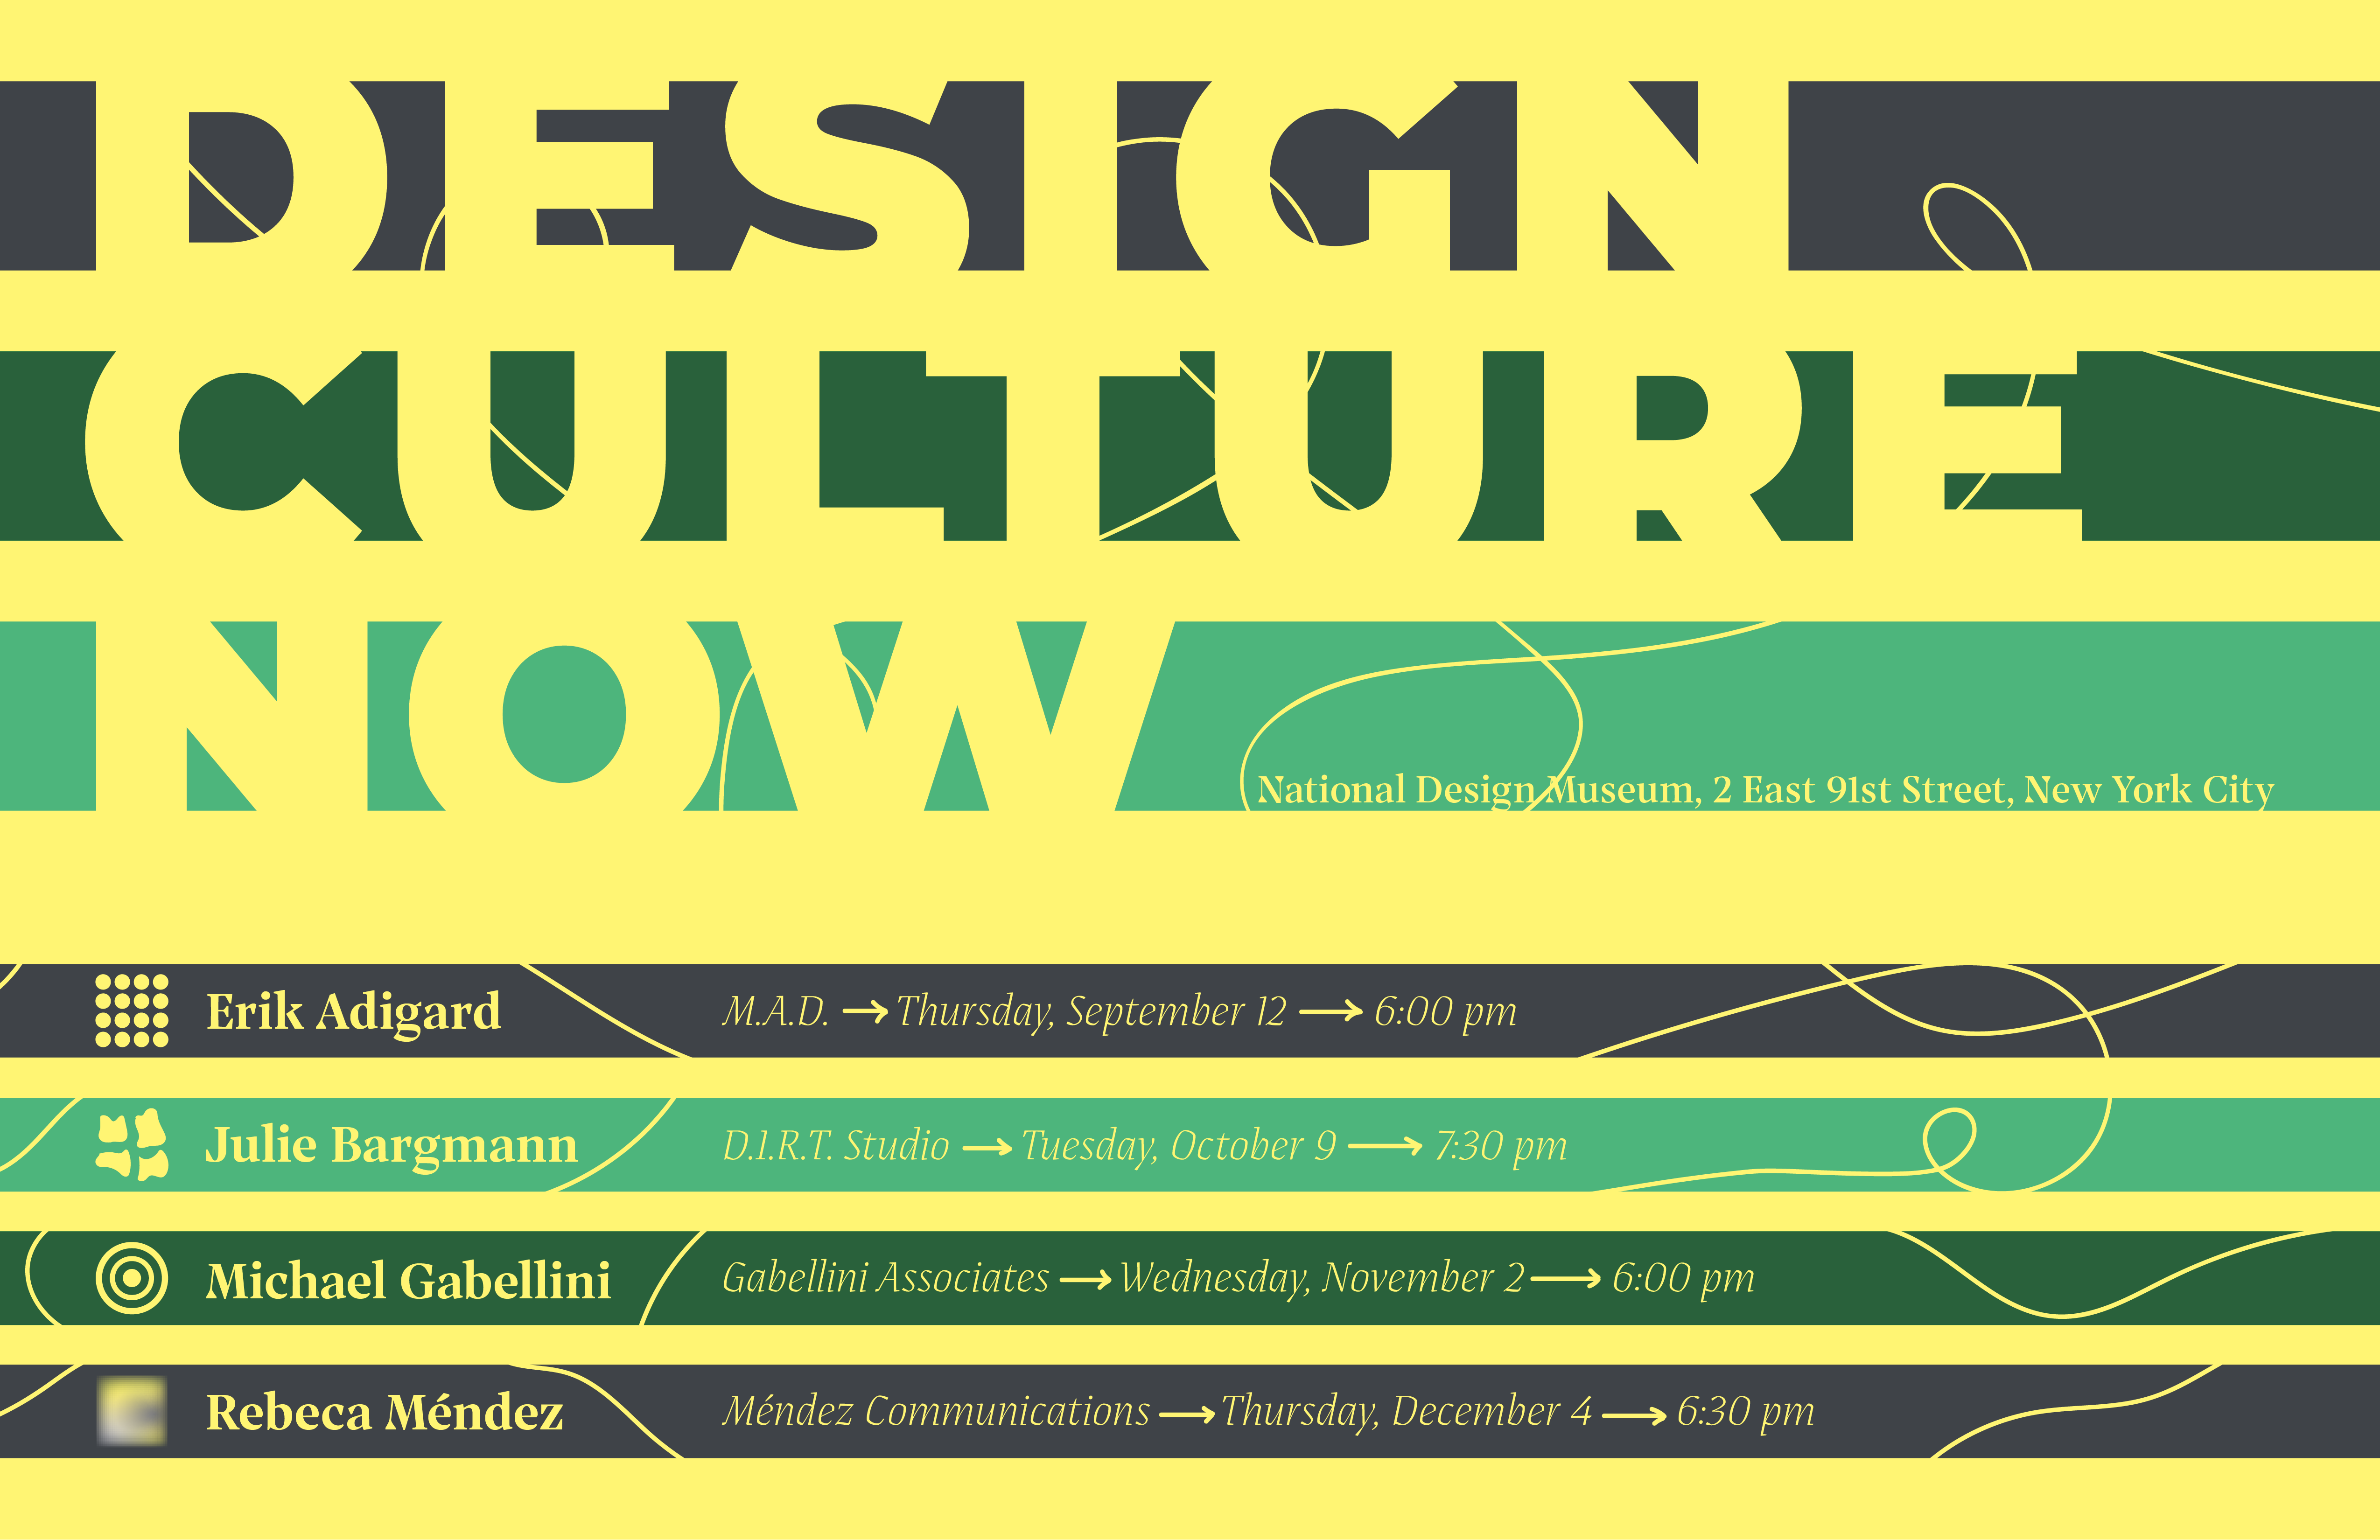 DESIGN
CULTURE
NOW
National Design Museum, 2 East 91st Street, New York City
Erik Adigard M.A.D. → Thursday, September 12 → 6:00 pm
Julie Bargmann D.I.R.T. Studio → Tuesday, October 9 → 7:30 pm
Michael Gabellini Gabellini Associates → Wednesday, November 2 → 6:00 pm
Rebeca Méndez Méndez Communications → Thursday, December 4 → 6:30 pm